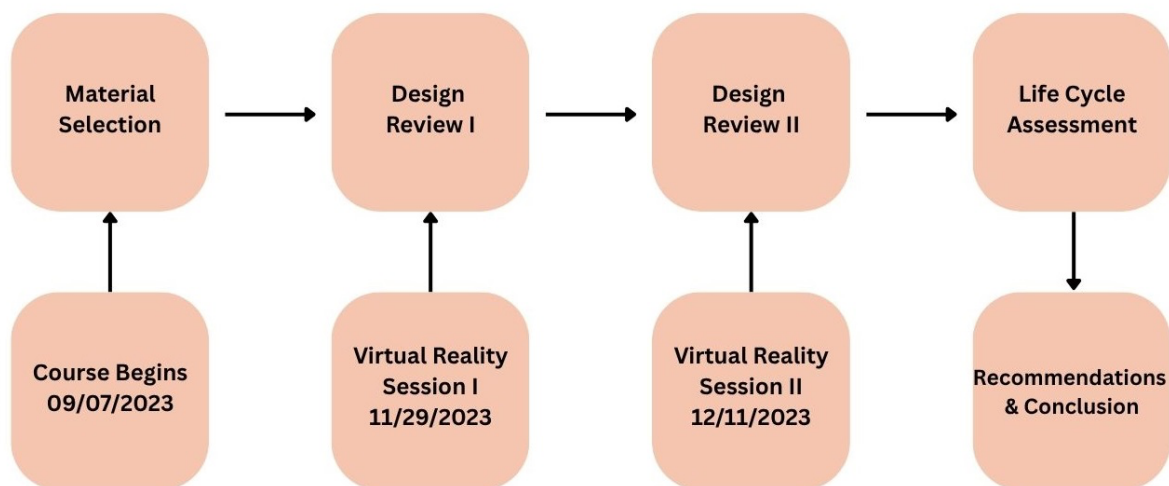 Material
Selection
Design
Review I
Design
Review II
Life Cycle
Assessment
Course Begins
09/07/2023
Virtual Reality
Session I
11/29/2023
Virtual Reality
Session II
12/11/2023
Recommendations
& Conclusion